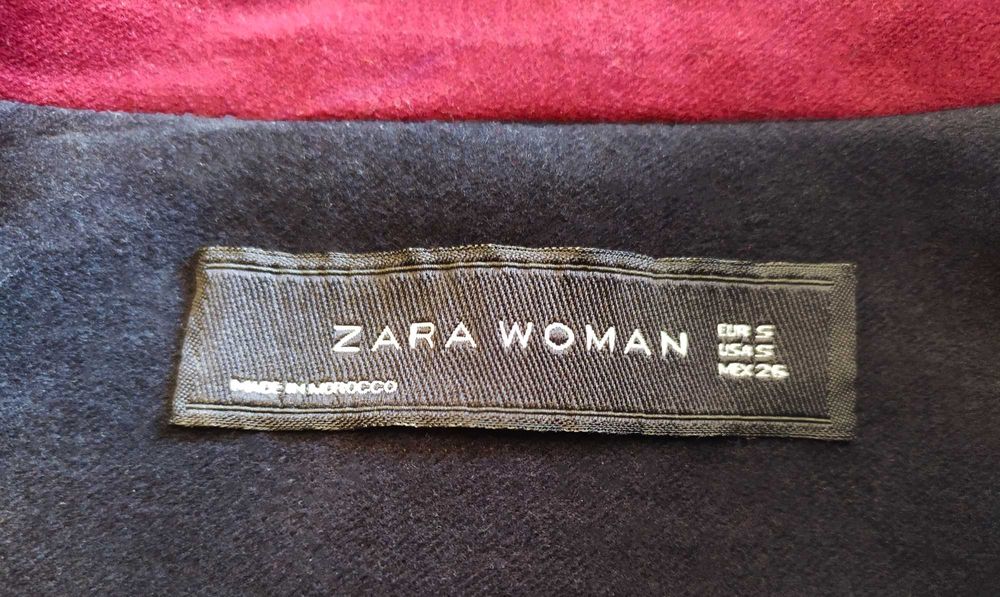 ZARA WOMAN
EUR S
USA S
MEX 26
MADE IN MOROCCO